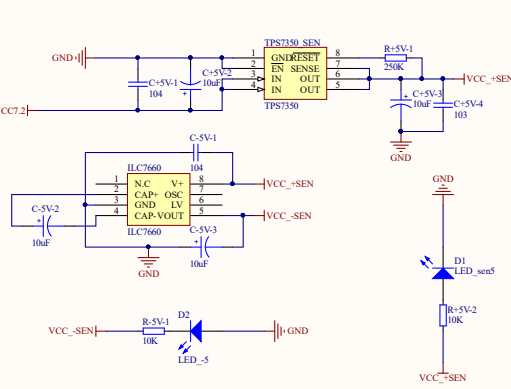 TPS7350_SEN
GND
1 GND RESET 8
2 EN SENSE 7
3 IN OUT 6
4 IN OUT 5
TPS7350
R+5V-1
250K
C+5V-1
104
C+5V-2
10uF
CC7.2
VCC_+SEN
C+5V-3
10uF
C+5V-4
103
GND
C-5V-1
104
ILC7660
1 N.C V+ 8
2 CAP+ OSC 7
3 GND LV 6
4 CAP-VOUT 5
ILC7660
VCC_+SEN
VCC_-SEN
C-5V-2
10uF
C-5V-3
10uF
GND
GND
D1
LED_sen5
R+5V-2
10K
VCC_+SEN
VCC_-SEN
R-5V-1
10K
D2
LED_-5
GND